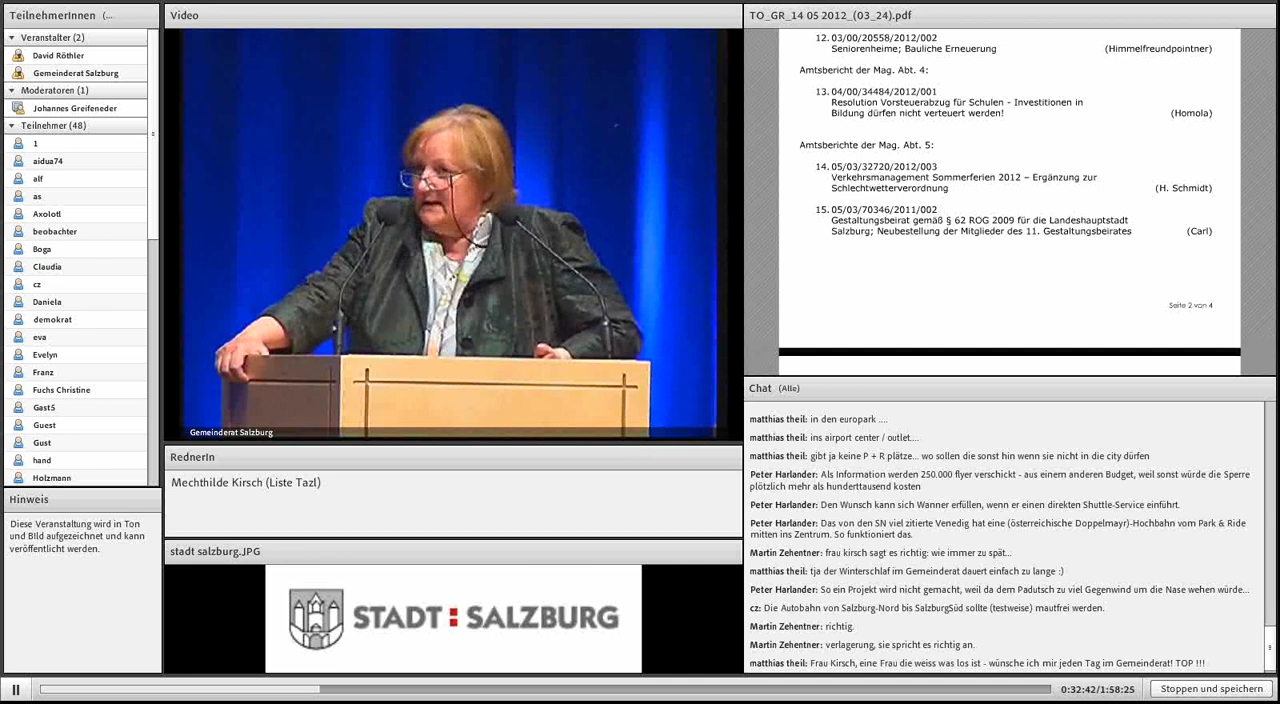 TeilnehmerInnen (...
Veranstalter (2)
David Röthler
Gemeinderat Salzburg
Moderatoren (1)
Johannes Greifeneder
Teilnehmer (48)
1
aidua74
alf
as
Axolotl
beobachter
Boga
Claudia
cz
Daniela
demokrat
eva
Evelyn
Franz
Fuchs Christine
Gast5
Guest
Gust
hand
Holzmann
Hinweis
Diese Veranstaltung wird in Ton
und Bild aufgezeichnet und kann
veröffentlicht werden.
Video
Gemeinderat Salzburg
RednerIn
Mechthilde Kirsch (Liste Tazl)
stadt salzburg.JPG
STADT : SALZBURG
TO_GR_14 05 2012_(03_24).pdf
12. 03/00/20558/2012/002
Seniorenheime; Bauliche Erneuerung (Himmelfreundpointner)
Amtsbericht der Mag. Abt. 4:
13. 04/00/34484/2012/001
Resolution Vorsteuerabzug für Schulen - Investitionen in
Bildung dürfen nicht verteuert werden! (Homola)
Amtsberichte der Mag. Abt. 5:
14. 05/03/32720/2012/003
Verkehrsmanagement Sommerferien 2012 – Ergänzung zur
Schlechtwetterverordnung (H. Schmidt)
15. 05/03/70346/2011/002
Gestaltungsbeirat gemäß § 62 ROG 2009 für die Landeshauptstadt
Salzburg; Neubestellung der Mitglieder des 11. Gestaltungsbeirates (Carl)
Seite 2 von 4
Chat (Alle)
matthias theil: in den europark ....
matthias theil: ins airport center / outlet....
matthias theil: gibt ja keine P + R plätze... wo sollen die sonst hin wenn sie nicht in die city dürfen
Peter Harlander: Als Information werden 250.000 flyer verschickt - aus einem anderen Budget, weil sonst würde die Sperre
plötzlich mehr als hunderttausend kosten
Peter Harlander: Den Wunsch kann sich Wanner erfüllen, wenn er einen direkten Shuttle-Service einführt.
Peter Harlander: Das von den SN viel zitierte Venedig hat eine (österreichische Doppelmayr)-Hochbahn vom Park & Ride
mitten ins Zentrum. So funktioniert das.
Martin Zehentner: frau kirsch sagt es richtig: wie immer zu spät...
matthias theil: tja der Winterschlaf im Gemeinderat dauert einfach zu lange :)
Peter Harlander: So ein Projekt wird nicht gemacht, weil da dem Padutsch zu viel Gegenwind um die Nase wehen würde...
cz: Die Autobahn von Salzburg-Nord bis SalzburgSüd sollte (testweise) mautfrei werden.
Martin Zehentner: richtig.
Martin Zehentner: verlagerung, sie spricht es richtig an.
matthias theil: Frau Kirsch, eine Frau die weiss was los ist - wünsche ich mir jeden Tag im Gemeinderat! TOP !!!
0:32:42/1:58:25
Stoppen und speichern